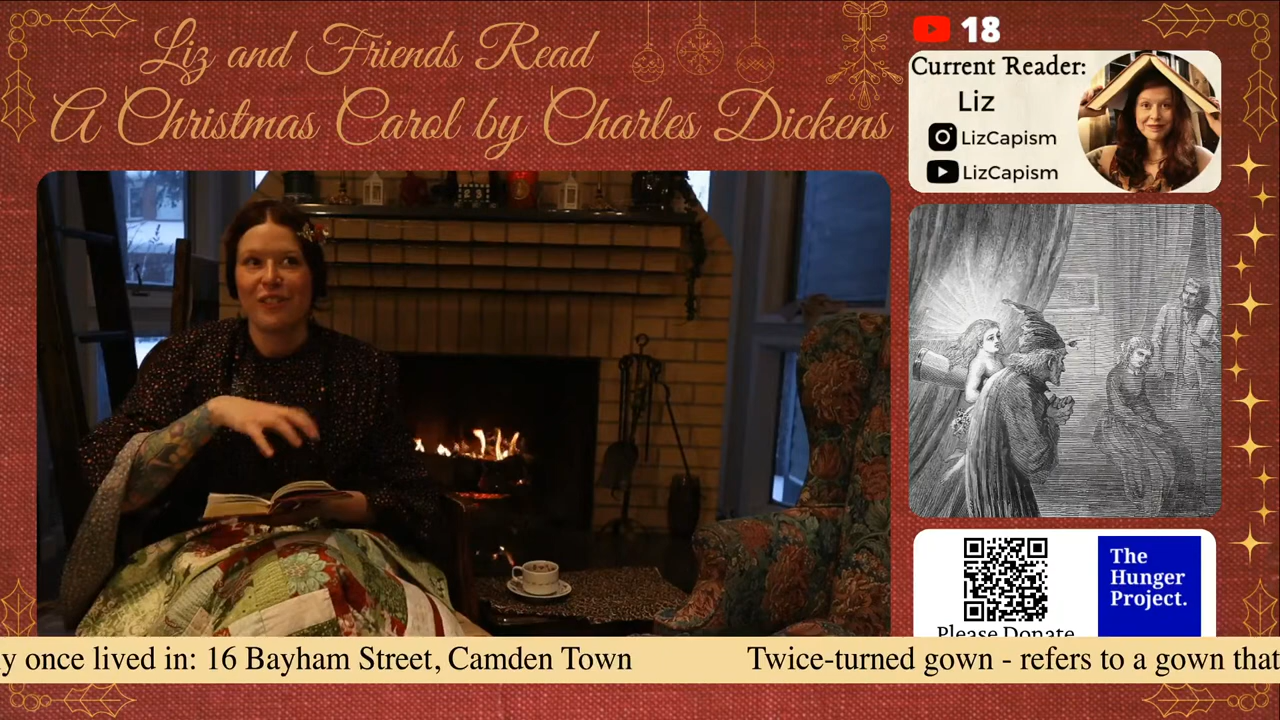 Liz and Friends Read
A Christmas Carol by Charles Dickens
18
Current Reader:
Liz
LizCapism
LizCapism
The
Hunger
Project.
Please Donate
y once lived in: 16 Bayham Street, Camden Town
Twice-turned gown - refers to a gown that